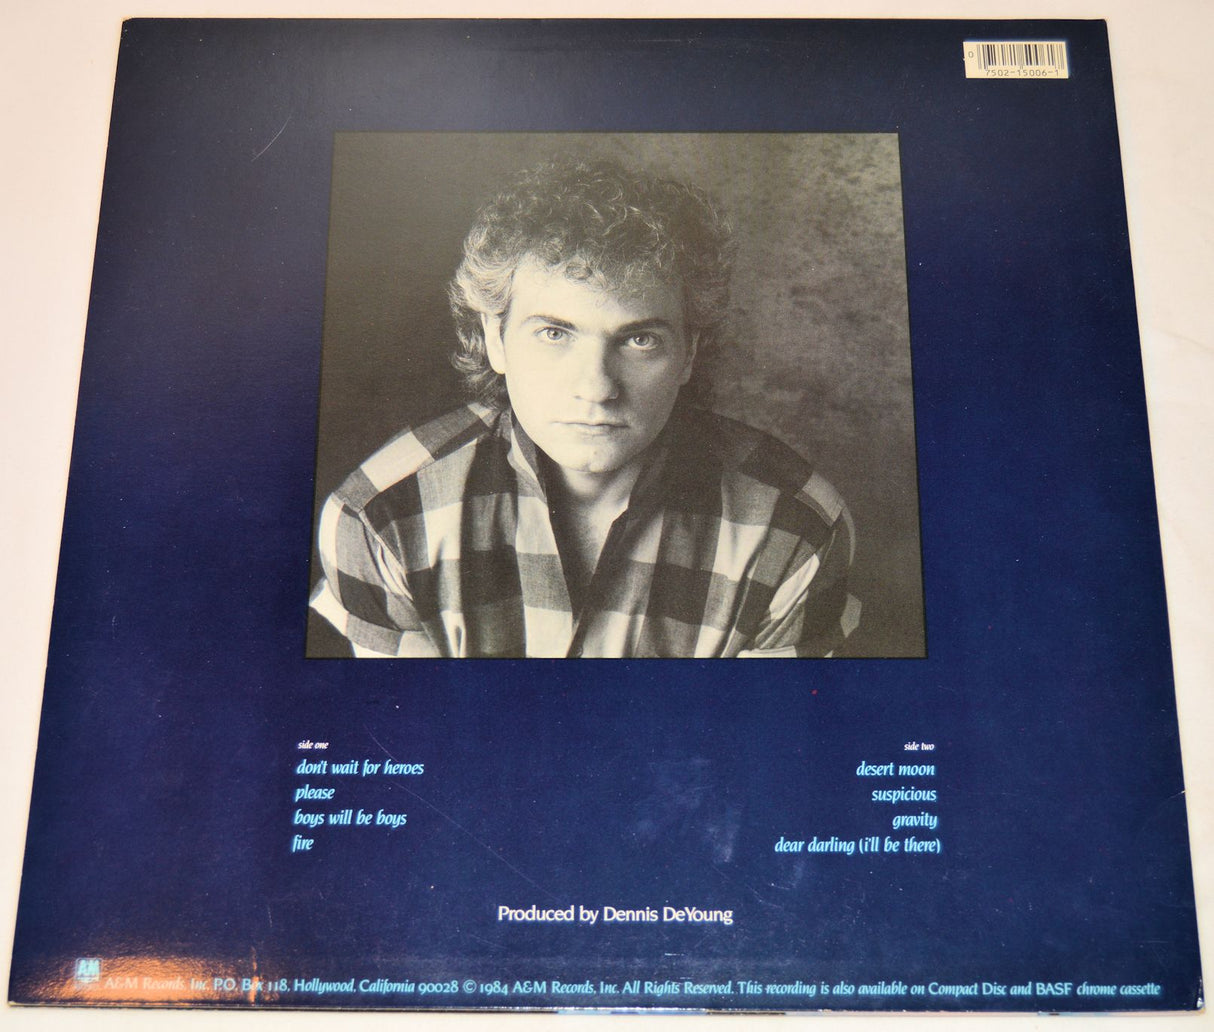 0
7502-15006-1
side one
don't wait for heroes
please
boys will be boys
fire
side two
desert moon
suspicious
gravity
dear darling (i'll be there)
Produced by Dennis DeYoung
A&M A&M Records, Inc. P.O. Box 118, Hollywood, California 90028 © 1984 A&M Records, Inc. All Rights Reserved. This recording is also available on Compact Disc and BASF chrome cassette